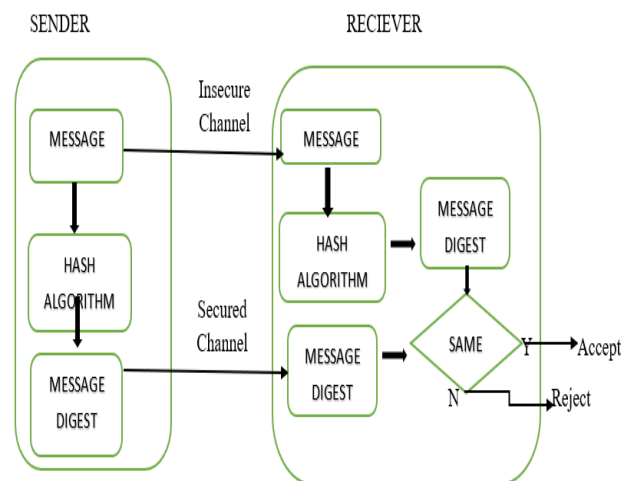 SENDER
RECIEVER
Insecure
Channel
MESSAGE
MESSAGE
HASH
ALGORITHM
HASH
ALGORITHM
MESSAGE
DIGEST
Secured
Channel
MESSAGE
DIGEST
MESSAGE
DIGEST
SAME
Y
Accept
N
Reject